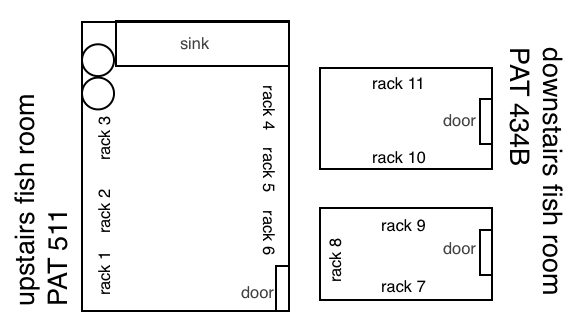 upstairs fish room
PAT 511
sink
rack 3
rack 2
rack 1
rack 4
rack 5
rack 6
door
rack 11
door
rack 10
rack 9
rack 8
door
rack 7
downstairs fish room
PAT 434B